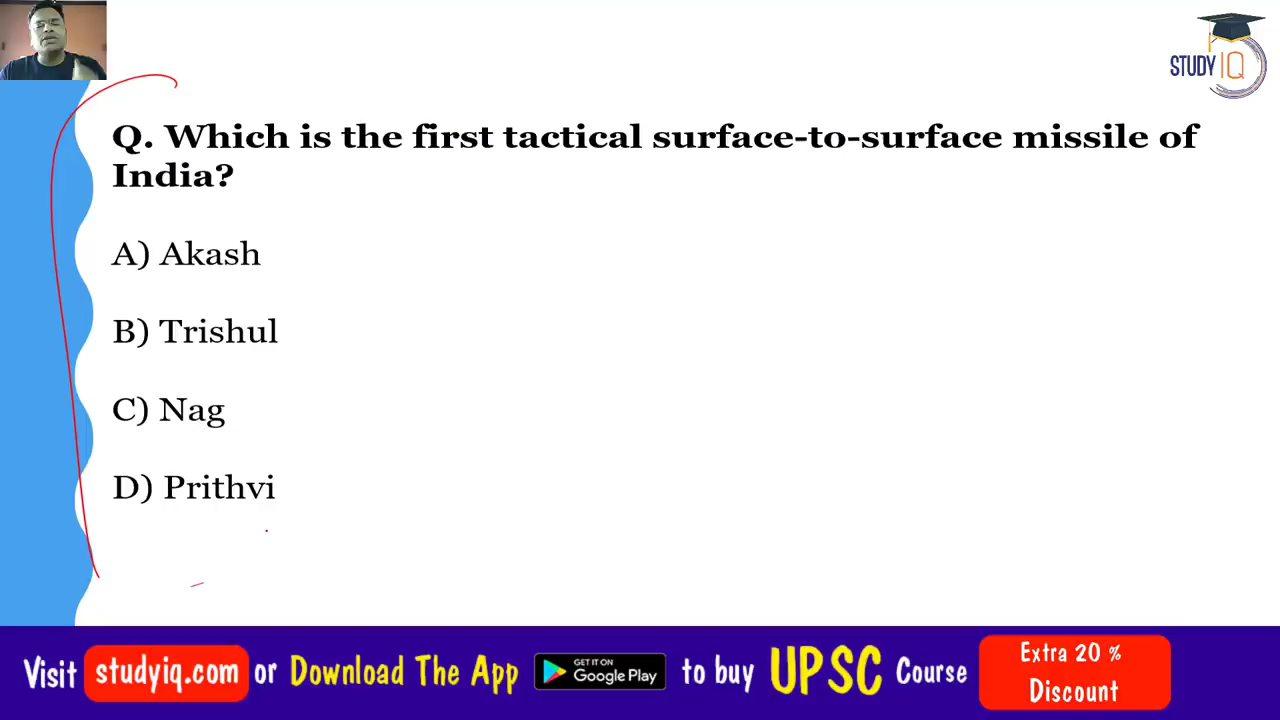 STUDY IQ
Q. Which is the first tactical surface-to-surface missile of
India?
A) Akash
B) Trishul
C) Nag
D) Prithvi
Visit studyiq.com or Download The App GET IT ON Google Play to buy UPSC Course Extra 20 % Discount